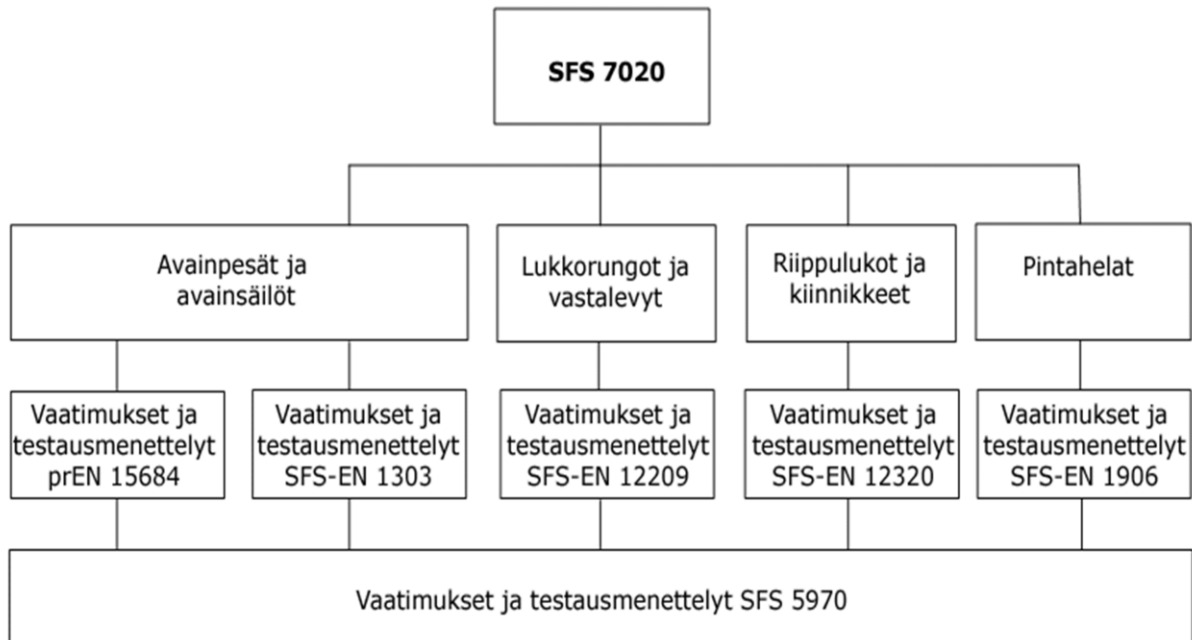 SFS 7020
Avainpesät ja
avainsäilöt
Lukkorungot ja
vastalevyt
Riippulukot ja
kiinnikkeet
Pintahelat
Vaatimukset ja
testausmenettelyt
prEN 15684
Vaatimukset ja
testausmenettelyt
SFS-EN 1303
Vaatimukset ja
testausmenettelyt
SFS-EN 12209
Vaatimukset ja
testausmenettelyt
SFS-EN 12320
Vaatimukset ja
testausmenettelyt
SFS-EN 1906
Vaatimukset ja testausmenettelyt SFS 5970